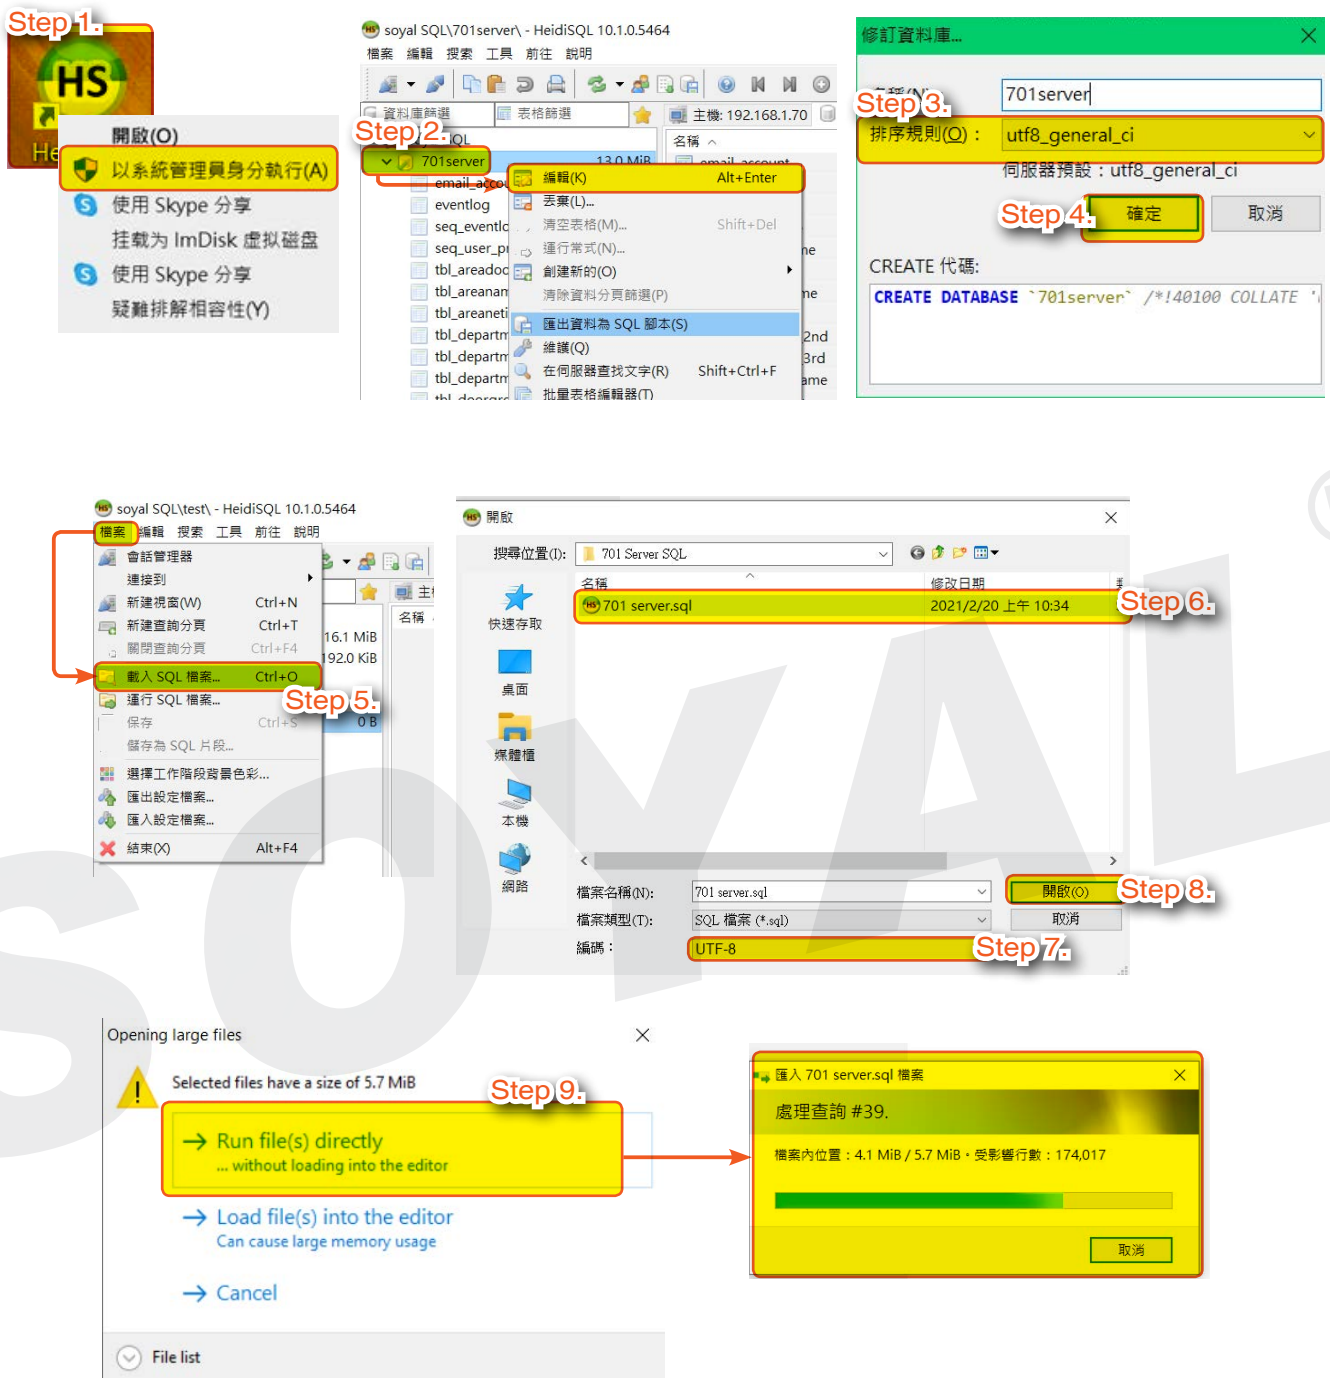 Step 1.
HS
He
開啟(O)
以系統管理員身分執行(A)
使用 Skype 分享
挂载为 ImDisk 虚拟磁盘
使用 Skype 分享
疑難排解相容性(Y)
soyal SQL\701server\ - HeidiSQL 10.1.0.5464
檔案 編輯 搜索 工具 前往 說明
資料庫篩選 表格篩選 主機: 192.168.1.70
Step 2.
QL
名稱
701server 13.0 MiB email_account
email_accou
eventlog
seq_eventlo
seq_user_pr
tbl_areadoo
tbl_areanam
tbl_areaneti
tbl_departm
tbl_departm
tbl_departm
編輯(K) Alt+Enter
丟棄(L)...
清空表格(M)... Shift+Del
運行常式(N)...
創建新的(O)
清除資料分頁篩選(P)
匯出資料為 SQL 腳本(S)
維護(Q)
在伺服器查找文字(R) Shift+Ctrl+F
批量表格編輯器(T)
me
me
2nd
3rd
ame
修訂資料庫...
701server
Step 3.
排序規則(O)： utf8_general_ci
伺服器預設：utf8_general_ci
Step 4.
確定 取消
CREATE 代碼:
CREATE DATABASE `701server` /*!40100 COLLATE '
soyal SQL\test\ - HeidiSQL 10.1.0.5464
檔案 編輯 搜索 工具 前往 說明
會話管理器
連接到
新建視窗(W) Ctrl+N
新建查詢分頁 Ctrl+T
關閉查詢分頁 Ctrl+F4
載入 SQL 檔案... Ctrl+O
運行 SQL 檔案...
保存 Ctrl+S
儲存為 SQL 片段...
選擇工作階段背景色彩...
匯出設定檔案...
匯入設定檔案...
結束(X) Alt+F4
主
名稱
16.1 MiB
192.0 KiB
Step 5.
0 B
開啟
搜尋位置(I): 701 Server SQL
名稱 修改日期
701 server.sql 2021/2/20 上午 10:34
Step 6.
快速存取
桌面
媒體櫃
本機
網路
檔案名稱(N): 701 server.sql 開啟(O)
Step 8.
檔案類型(T): SQL 檔案 (*.sql) 取消
編碼： UTF-8
Step 7.
SOYAL
®
Opening large files
Selected files have a size of 5.7 MiB
Step 9.
Run file(s) directly
... without loading into the editor
Load file(s) into the editor
Can cause large memory usage
Cancel
File list
匯入 701 server.sql 檔案
處理查詢 #39.
檔案內位置：4.1 MiB / 5.7 MiB。受影響行數：174,017
取消